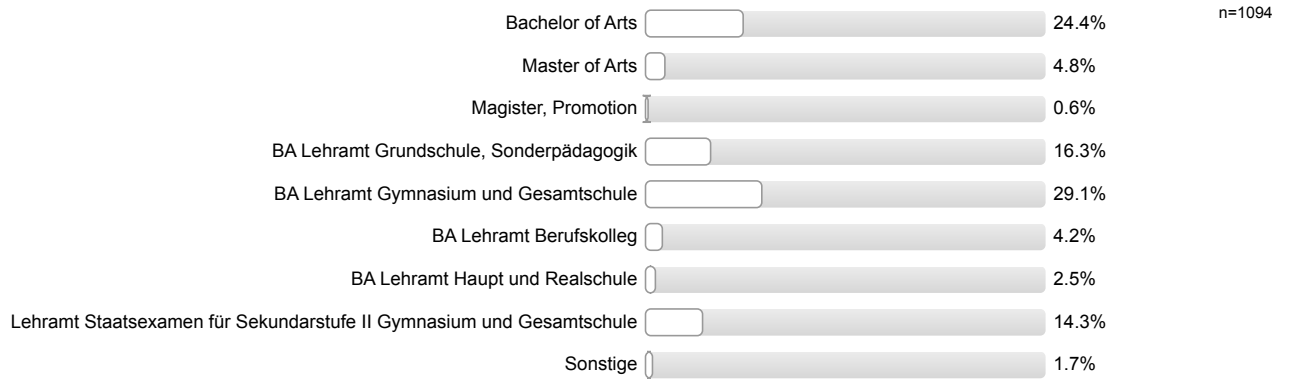 n=1094
Bachelor of Arts 24.4%
Master of Arts 4.8%
Magister, Promotion 0.6%
BA Lehramt Grundschule, Sonderpädagogik 16.3%
BA Lehramt Gymnasium und Gesamtschule 29.1%
BA Lehramt Berufskolleg 4.2%
BA Lehramt Haupt und Realschule 2.5%
Lehramt Staatsexamen für Sekundarstufe II Gymnasium und Gesamtschule 14.3%
Sonstige 1.7%